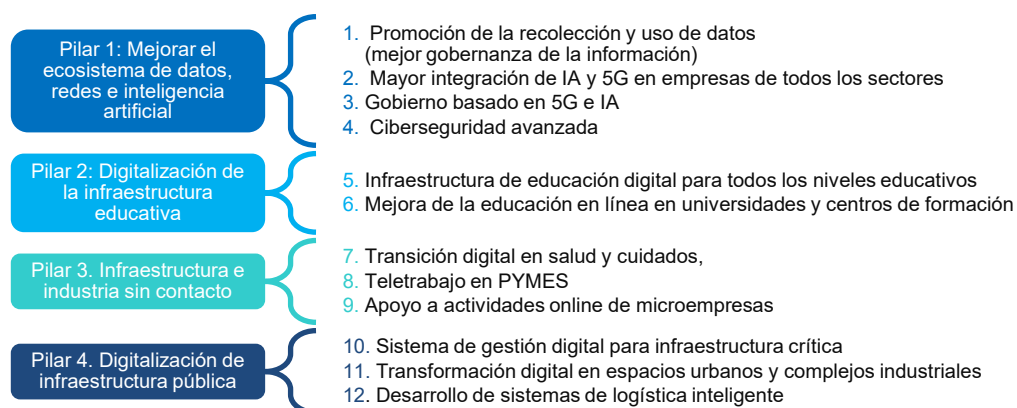 Pilar 1: Mejorar el
ecosistema de datos,
redes e inteligencia
artificial
1. Promoción de la recolección y uso de datos
(mejor gobernanza de la información)
2. Mayor integración de IA y 5G en empresas de todos los sectores
3. Gobierno basado en 5G e IA
4. Ciberseguridad avanzada
Pilar 2: Digitalización de
la infraestructura
educativa
5. Infraestructura de educación digital para todos los niveles educativos
6. Mejora de la educación en línea en universidades y centros de formación
Pilar 3. Infraestructura e
industria sin contacto
7. Transición digital en salud y cuidados,
8. Teletrabajo en PYMES
9. Apoyo a actividades online de microempresas
Pilar 4. Digitalización de
infraestructura pública
10. Sistema de gestión digital para infraestructura crítica
11. Transformación digital en espacios urbanos y complejos industriales
12. Desarrollo de sistemas de logística inteligente